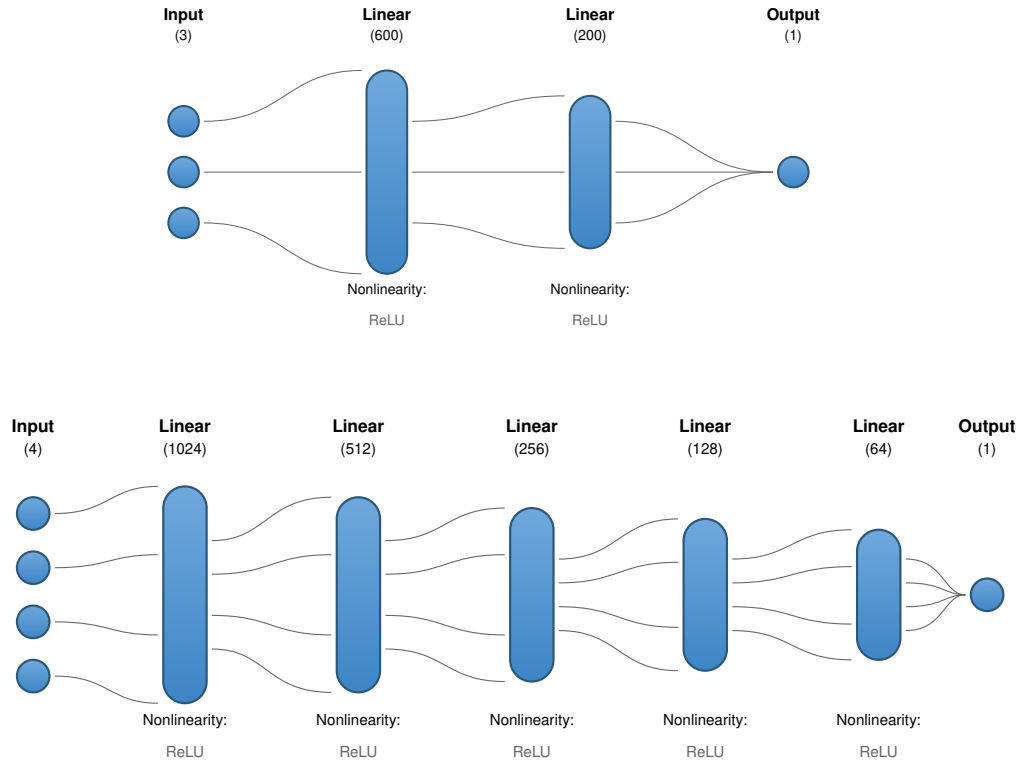 Input Linear Linear Output
(3) (600) (200) (1)
Nonlinearity: Nonlinearity:
ReLU ReLU
Input Linear Linear Linear Linear Linear Output
(4) (1024) (512) (256) (128) (64) (1)
Nonlinearity: Nonlinearity: Nonlinearity: Nonlinearity: Nonlinearity:
ReLU ReLU ReLU ReLU ReLU